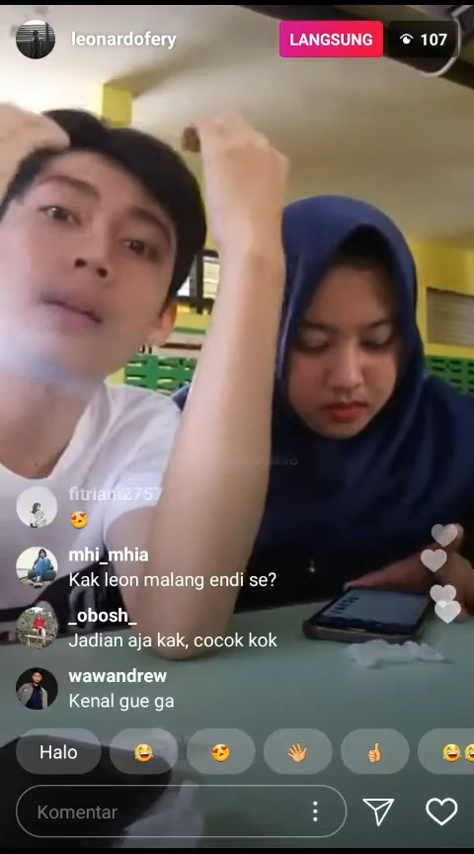 leonardofery
LANGSUNG
107
fitriani2757
😍
mhi_mhia
Kak leon malang endi se?
_obosh_
Jadian aja kak, cocok kok
wawandrew
Kenal gue ga
Halo
Komentar